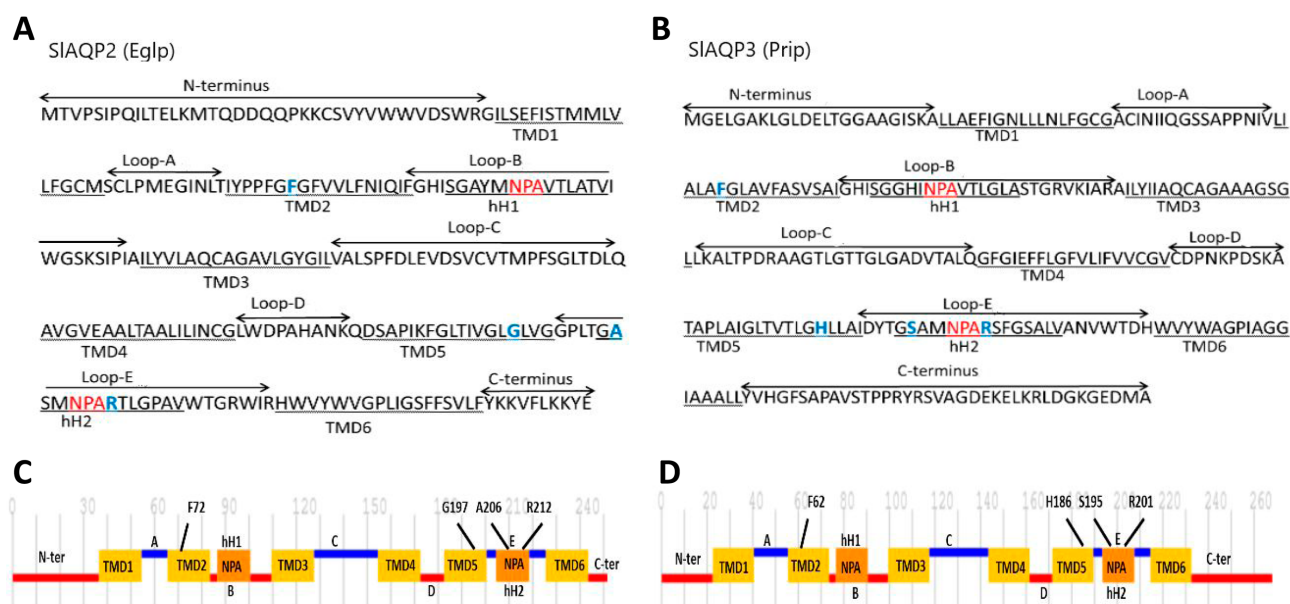 A
SlAQP2 (Eglp)
N-terminus
MTVPSIPQILTELKMTQDDQQPKKCSVYVWWVDSWRGILSEFISTMMLV
TMD1
Loop-A Loop-B
LFGCMSCLPMEGINLTIYPPFGFGFVVLFNIQIFGHISGAYMNPAVTLATVI
TMD2 hH1
Loop-C
WGSKSIPIAILYVLAQCAGAVLGYGILVALSPFDLEVDSVCVTMPFSGLTDLQ
TMD3
Loop-D
AVGVEAALTAALILINCGLWDPAHANKQDSAPIKFGLTIVGLGLVGGPLTGA
TMD4 TMD5
Loop-E C-terminus
SMNPARTLGPAVWTGRWIRHWVYWVGPLIGSFFSVLFYKKVFLKKYE
hH2 TMD6
B
SlAQP3 (Prip)
N-terminus Loop-A
MGELGAKLGLDELTGGAAGISKALLAEFIGNLLLNLFGCGACINIIQGSSAPPNIVLI
TMD1
Loop-B
ALAFGLAVFASVSAIGHISGGHINPAVTLGLASTGRVKIARAILYIIAQCAGAAAGSG
TMD2 hH1 TMD3
Loop-C Loop-D
LLKALTPDRAAGTLGTTGLGADVTALQGFGIEFFLGFVLIFVVCGVCDPNKPDSKA
TMD4
Loop-E
TAPLAIGLTVTLGHLLAIDYTGSAMNPARSFGSALVANVWTDHWVYWAGPIAGG
TMD5 hH2 TMD6
C-terminus
IAAALLYVHGFSAPAVSTPPRYRSVAGDEKELKRLDGKGEDMA
C
0 30 60 90 120 150 180 210 240
F72 G197 A206 R212
N-ter A hH1 C E C-ter
TMD1 TMD2 NPA TMD3 TMD4 TMD5 NPA TMD6
B D hH2
D
0 20 40 60 80 100 120 140 160 180 200 220 240 260
F62 H186 S195 R201
N-ter A hH1 C E C-ter
TMD1 TMD2 NPA TMD3 TMD4 TMD5 NPA TMD6
B D hH2